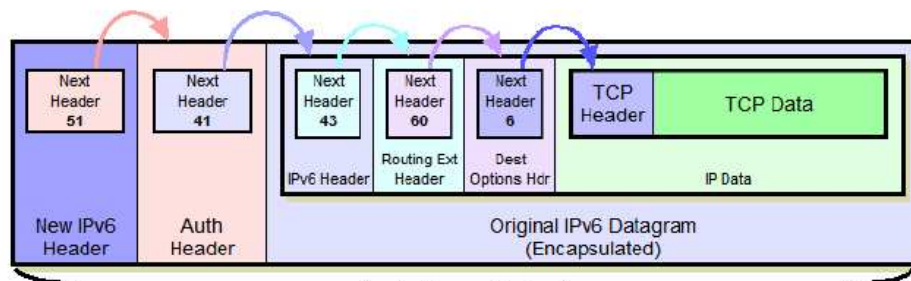 Next
Header
51
Next
Header
41
Next
Header
43
Next
Header
60
Next
Header
6
TCP
Header
TCP Data
IPv6 Header
Routing Ext
Header
Dest
Options Hdr
IP Data
New IPv6
Header
Auth
Header
Original IPv6 Datagram
(Encapsulated)